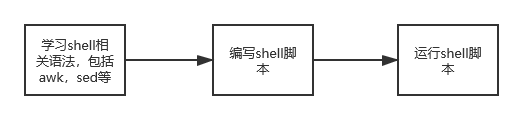 学习shell相
关语法，包括
awk，sed等
编写shell脚
本
运行shell脚
本